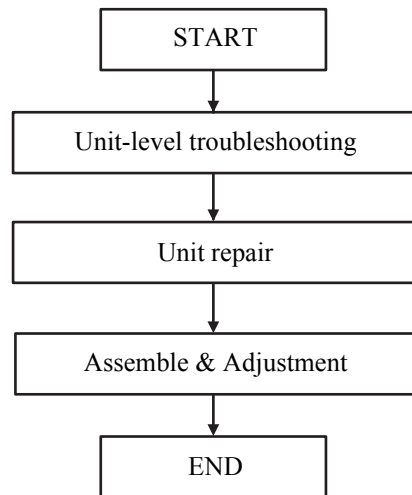 START
Unit-level troubleshooting
Unit repair
Assemble & Adjustment
END